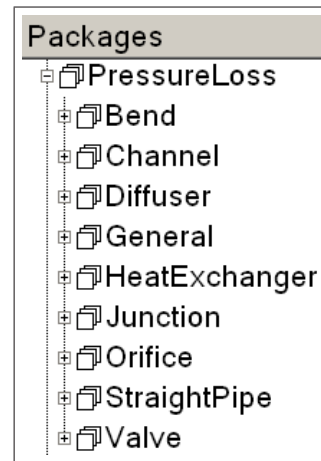 Packages
PressureLoss
Bend
Channel
Diffuser
General
HeatExchanger
Junction
Orifice
StraightPipe
Valve